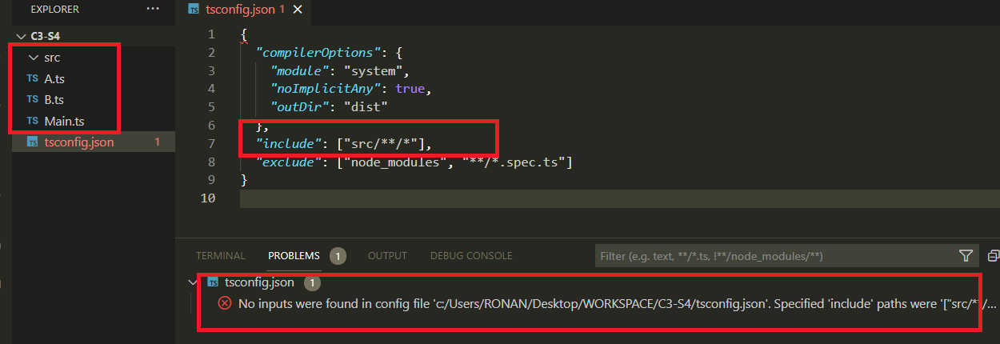 EXPLORER ···
C3-S4
src
TS A.ts
TS B.ts
TS Main.ts
TS tsconfig.json 1
TS tsconfig.json 1 ×
1 {
2 "compilerOptions": {
3 "module": "system",
4 "noImplicitAny": true,
5 "outDir": "dist"
6 },
7 "include": ["src/**/*"],
8 "exclude": ["node_modules", "**/*.spec.ts"]
9 }
10
TERMINAL PROBLEMS 1 OUTPUT DEBUG CONSOLE Filter (e.g. text, **/*.ts, !**/node_modules/**)
TS tsconfig.json 1
No inputs were found in config file 'c:/Users/RONAN/Desktop/WORKSPACE/C3-S4/tsconfig.json'. Specified 'include' paths were '["src/**/...